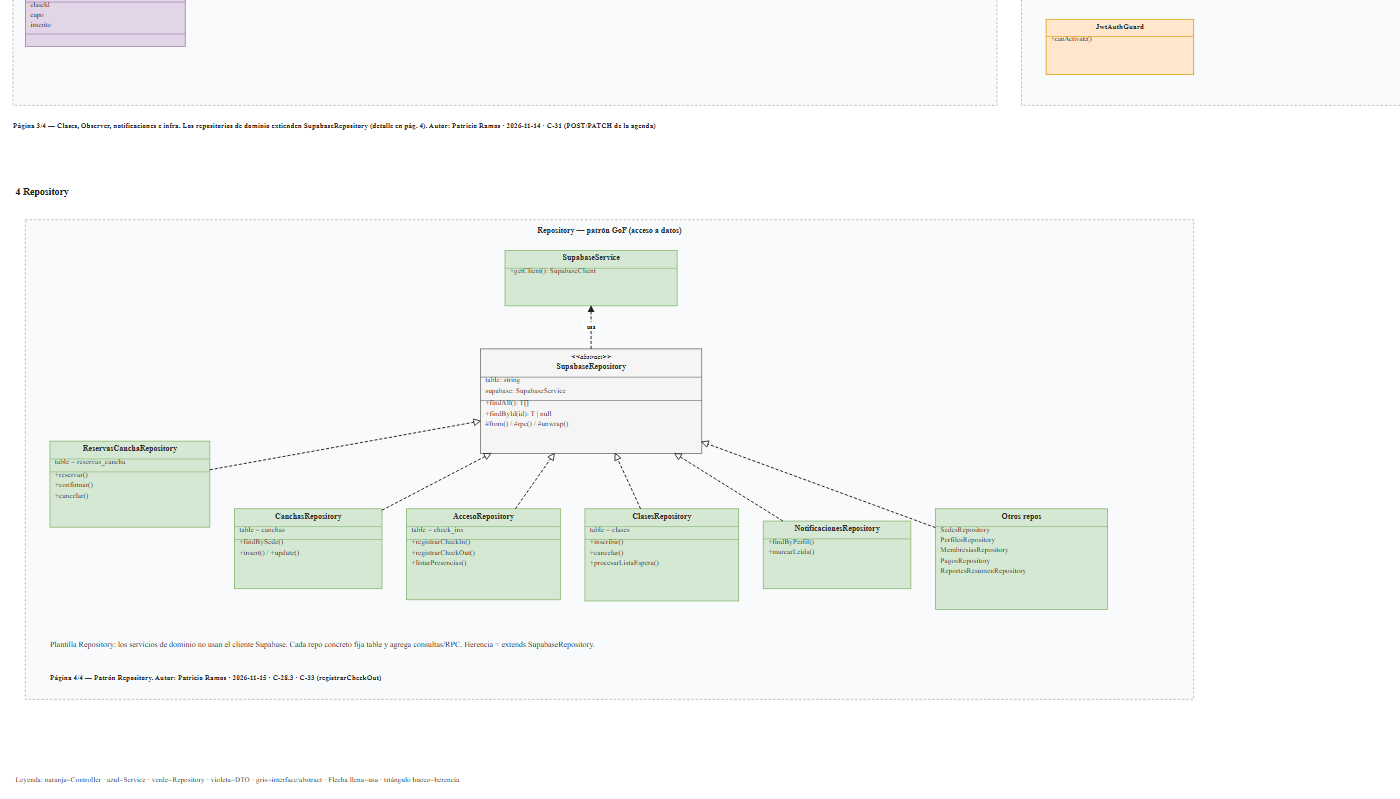 claseId
cupo
inscrito
JwtAuthGuard
+canActivate()
Página 3/4 — Clases, Observer, notificaciones e infra. Los repositorios de dominio extienden SupabaseRepository (detalle en pág. 4). Autor: Patricio Ramos · 2026-11-14 · C-31 (POST/PATCH de la agenda)
4 Repository
Repository — patrón GoF (acceso a datos)
SupabaseService
+getClient(): SupabaseClient
usa
<<abstract>>
SupabaseRepository
table: string
supabase: SupabaseService
+findAll(): T[]
+findById(id): T | null
#from() / #rpc() / #unwrap()
ReservasCanchaRepository
table = reservas_cancha
+reservar()
+confirmar()
+cancelar()
CanchasRepository
table = canchas
+findBySede()
+insert() / +update()
AccesoRepository
table = check_ins
+registrarCheckIn()
+registrarCheckOut()
+listarPresencias()
ClasesRepository
table = clases
+inscribir()
+cancelar()
+procesarListaEspera()
NotificacionesRepository
+findByPerfil()
+marcarLeida()
Otros repos
SedesRepository
PerfilesRepository
MembresiasRepository
PagosRepository
ReportesResumenRepository
Plantilla Repository: los servicios de dominio no usan el cliente Supabase. Cada repo concreto fija table y agrega consultas/RPC. Herencia = extends SupabaseRepository.
Página 4/4 — Patrón Repository. Autor: Patricio Ramos · 2026-11-15 · C-28.3 · C-33 (registrarCheckOut)
Leyenda: naranja=Controller · azul=Service · verde=Repository · violeta=DTO · gris=interface/abstract · Flecha llena=usa · triángulo hueco=herencia